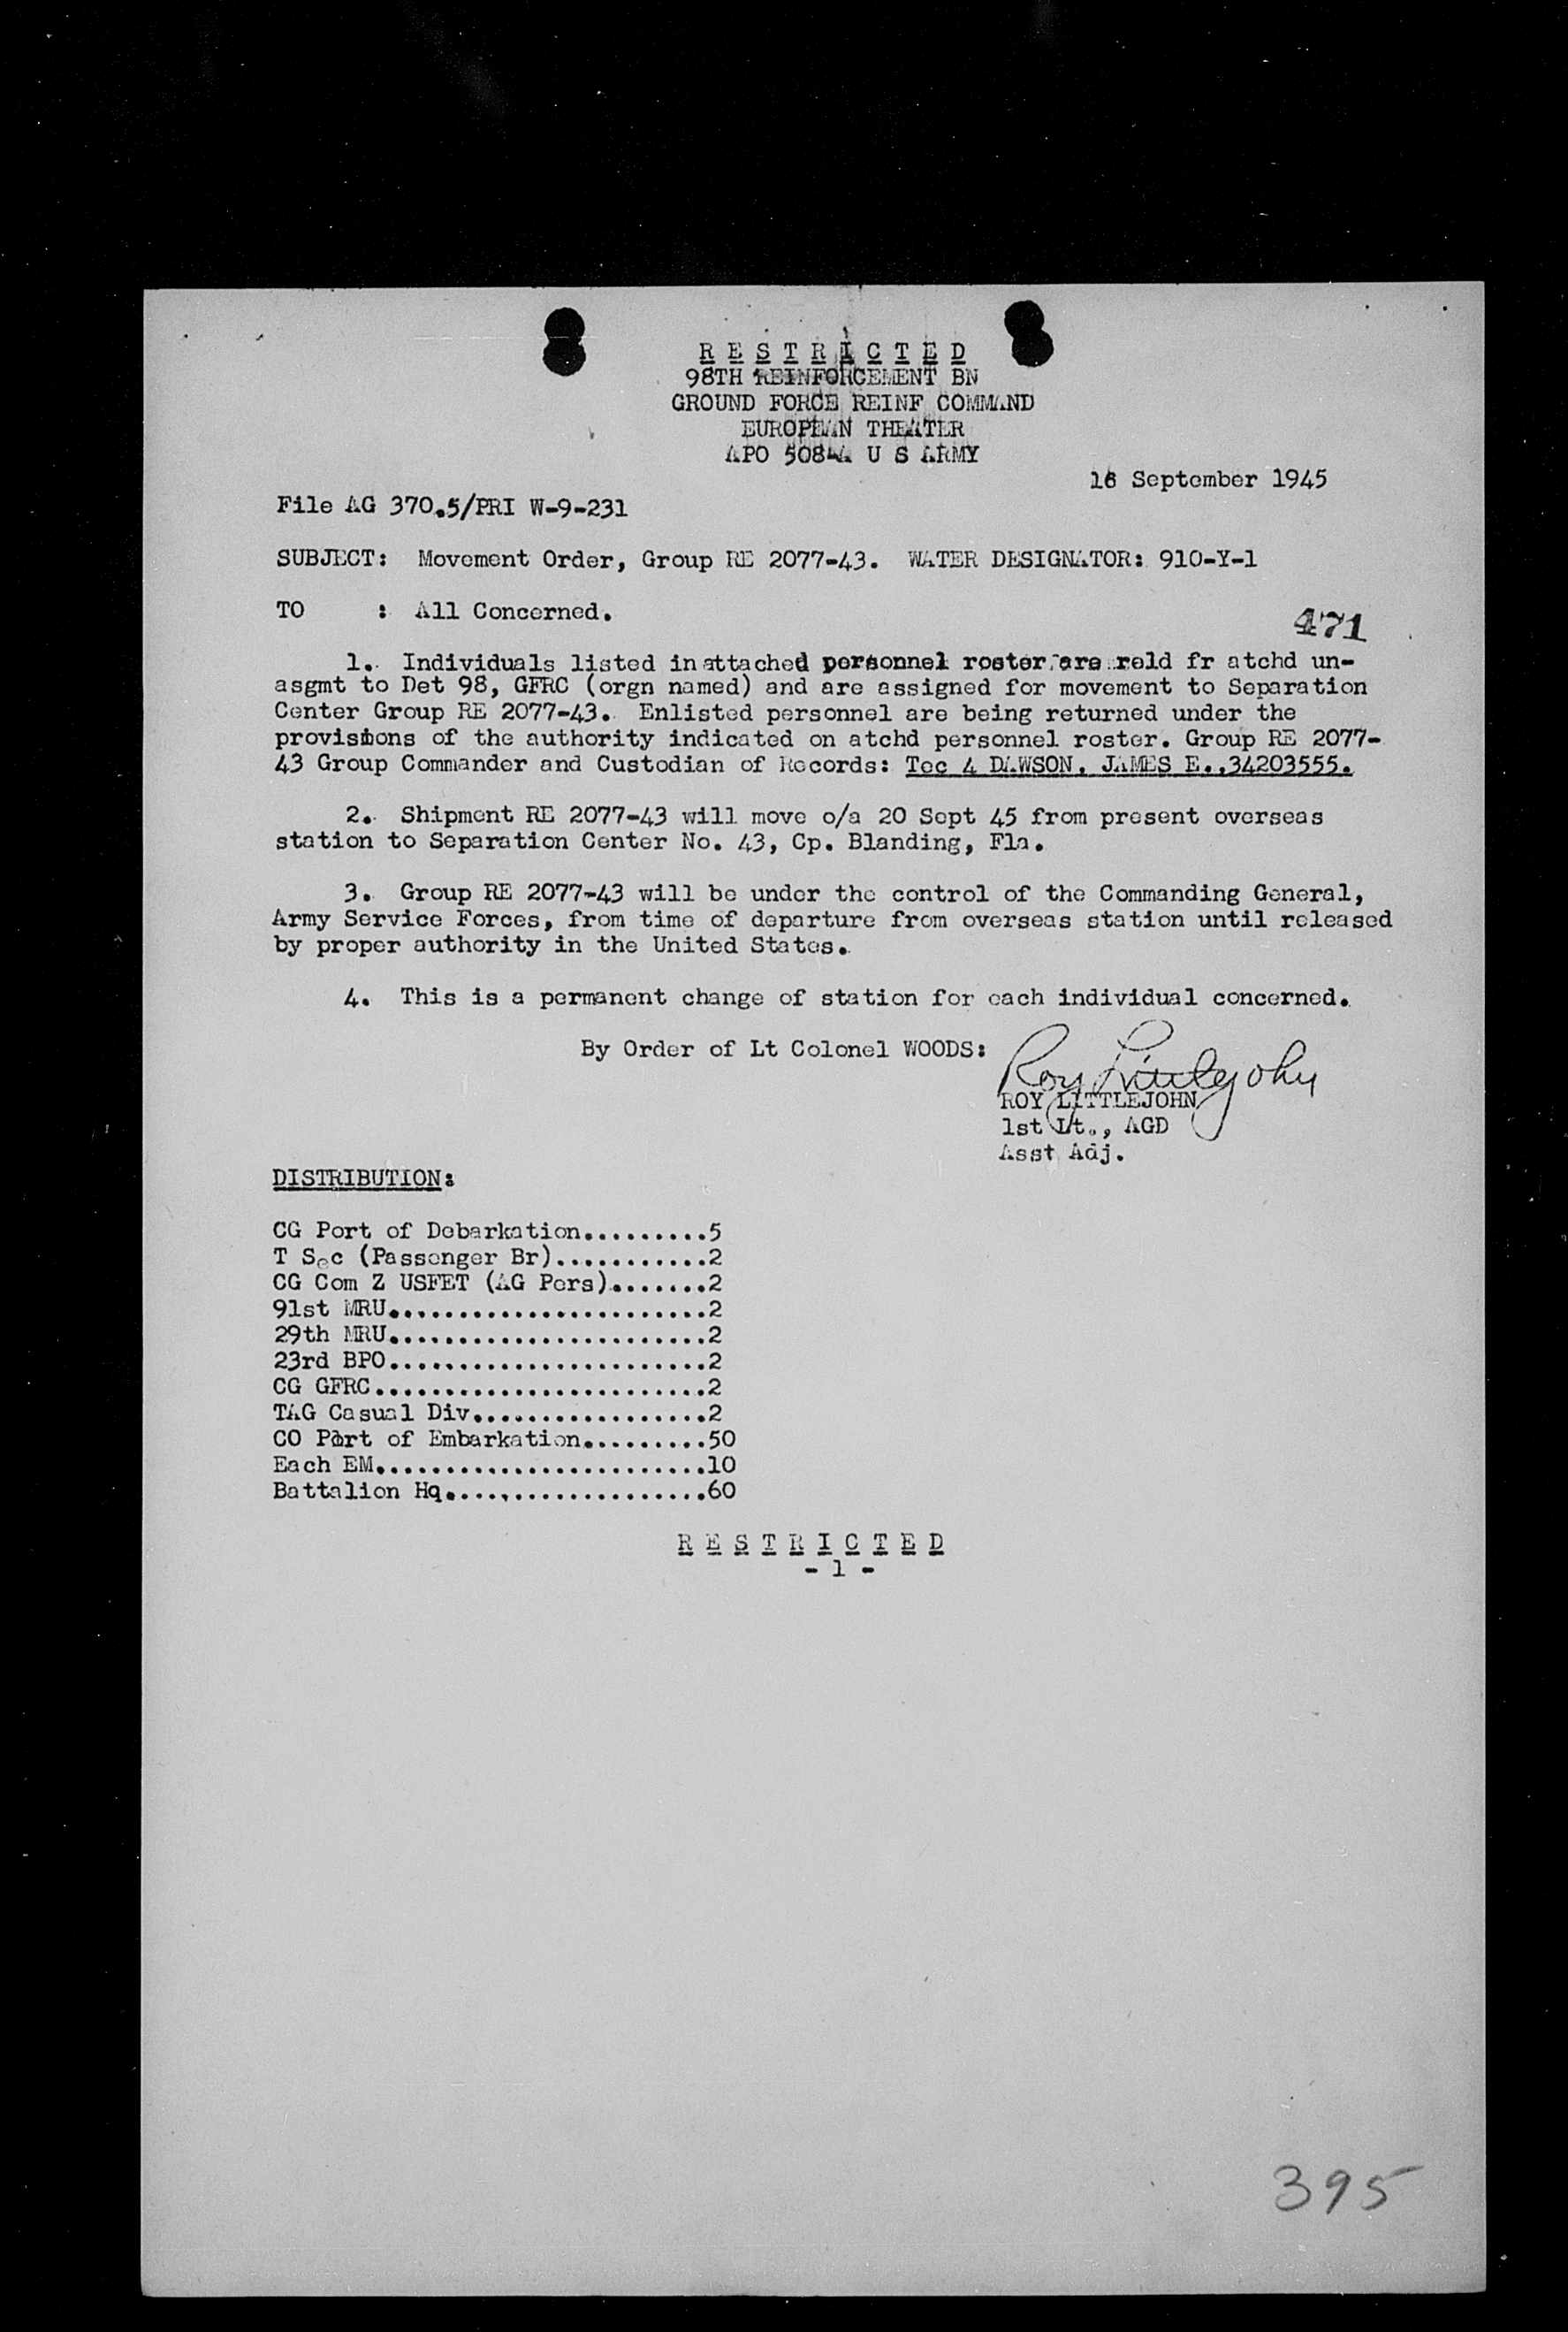 R E S T R I C T E D
98TH REINFORCEMENT BN
GROUND FORCE REINF COMMAND
EUROPEAN THEATER
APO 508 U S ARMY
September 1945
File AG 370.5/PRI W-9-231
SUBJECT: Movement Order, Group RE 2077-43. WATER DESIGNATOR: 910-Y-1
TO : All Concerned.
471
1. Individuals listed in attached personnel roster are reld fr atchd un-
asgmt to Det 98, GFRC (orgn named) and are assigned for movement to Separation
Center Group RE 2077-43. Enlisted personnel are being returned under the
provisions of the authority indicated on atchd personnel roster. Group RE 2077-
43 Group Commander and Custodian of Records: Tec 4 DAWSON, JAMES E.,34203555.
2. Shipment RE 2077-43 will move o/a 20 Sept 45 from present overseas
station to Separation Center No. 43, Cp. Blanding, Fla.
3. Group RE 2077-43 will be under the control of the Commanding General,
Army Service Forces, from time of departure from overseas station until released
by proper authority in the United States.
4. This is a permanent change of station for each individual concerned.
By Order of Lt Colonel WOODS:
Roy Littlejohn
ROY LITTLEJOHN
1st Lt., AGD
Asst Adj.
DISTRIBUTION:
CG Port of Debarkation.........5
T Sec (Passenger Br)...........2
CG Com Z USFET (AG Pers).......2
91st MRU.......................2
29th MRU.......................2
23rd BPO.......................2
CG GFRC........................2
TAG Casual Div.................2
CO Port of Embarkation.........50
Each EM........................10
Battalion Hq...................60
R E S T R I C T E D
- 1 -
395